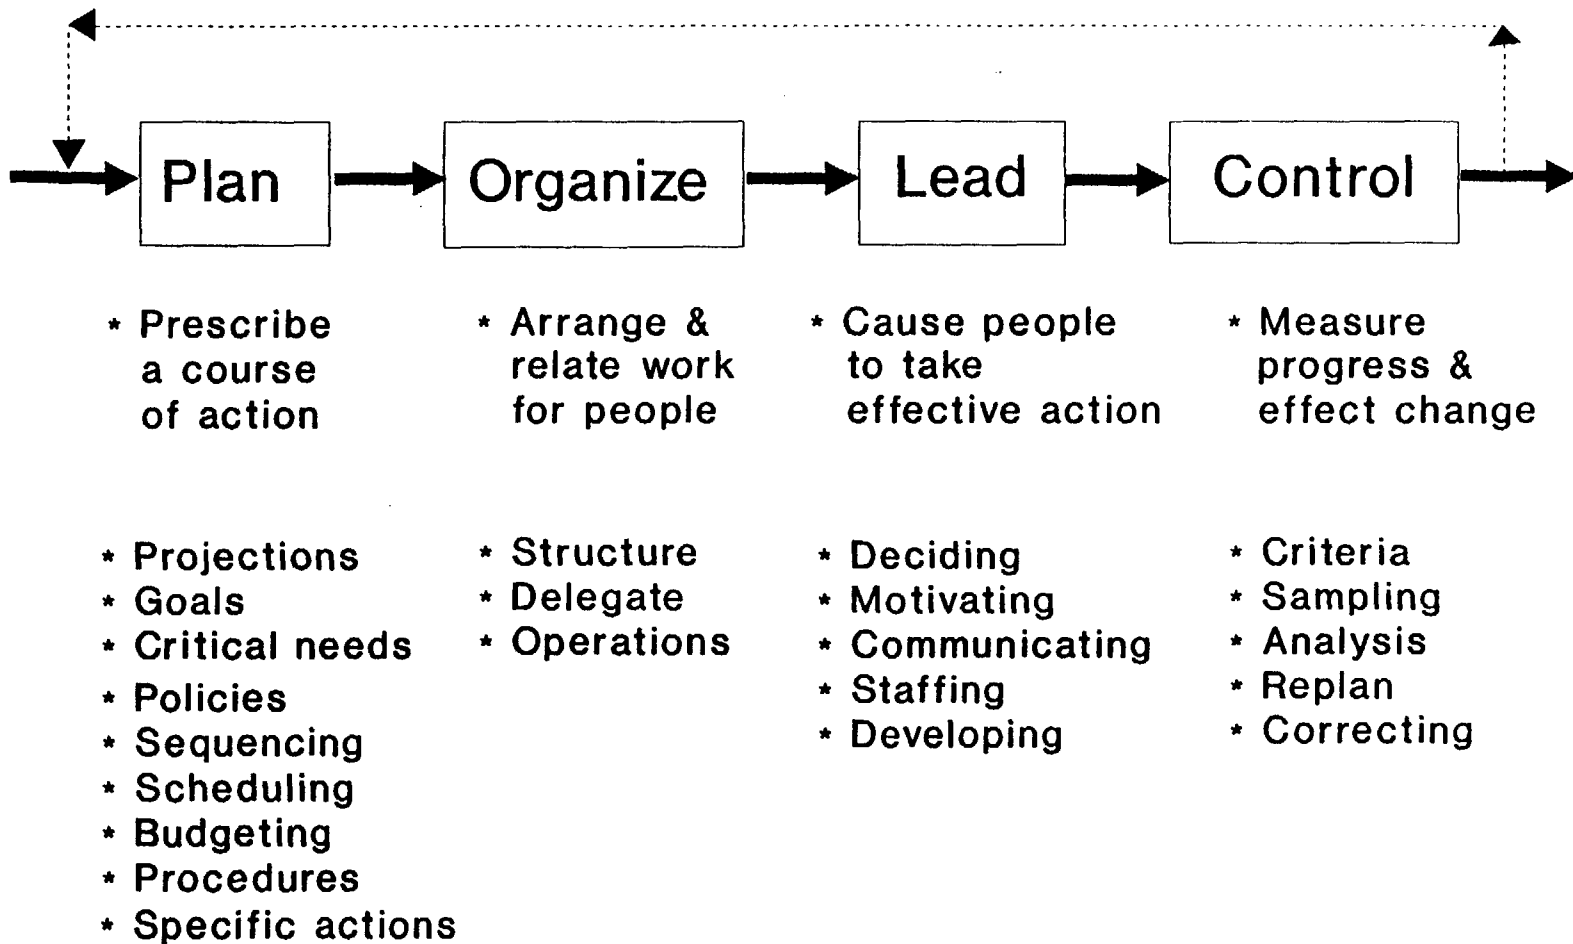 Plan
Organize
Lead
Control
* Prescribe
a course
of action
* Arrange &
relate work
for people
* Cause people
to take
effective action
* Measure
progress &
effect change
* Projections
* Goals
* Critical needs
* Policies
* Sequencing
* Scheduling
* Budgeting
* Procedures
* Specific actions
* Structure
* Delegate
* Operations
* Deciding
* Motivating
* Communicating
* Staffing
* Developing
* Criteria
* Sampling
* Analysis
* Replan
* Correcting